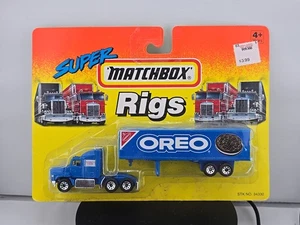 SUPER
MATCHBOX
4+
Rigs
OREO